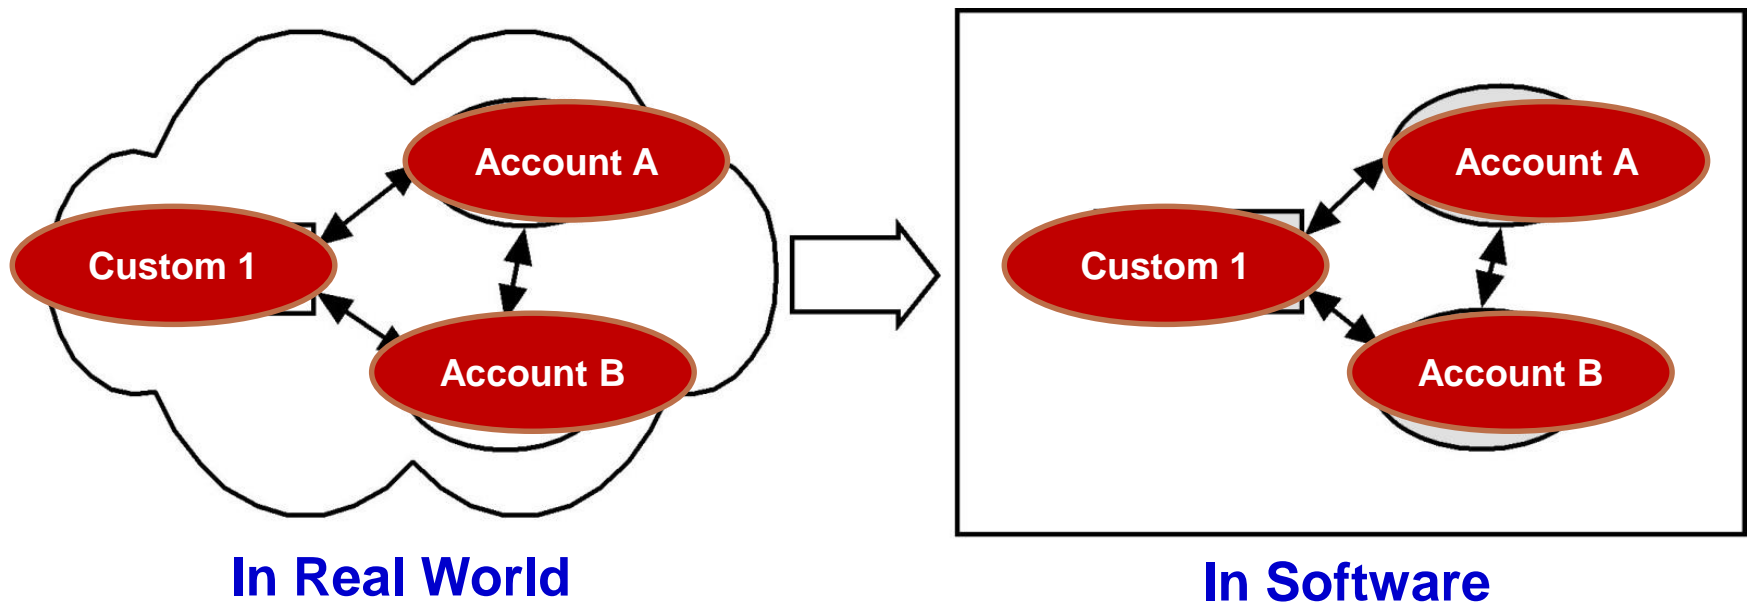 Account A
Custom 1
Account B
In Real World
Account A
Custom 1
Account B
In Software